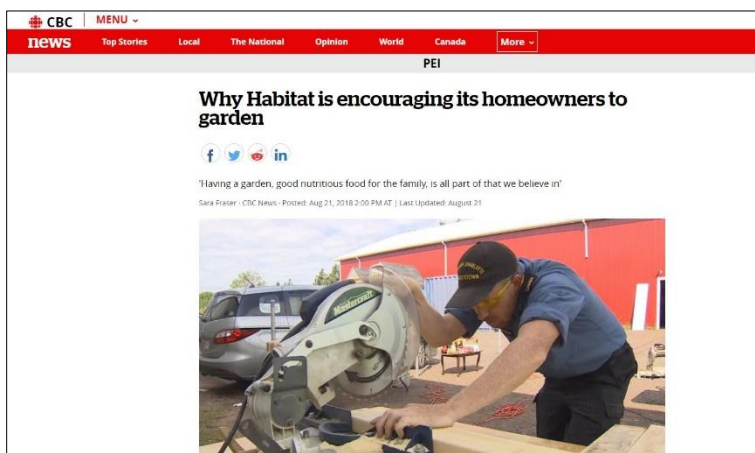 CBC MENU
news Top Stories Local The National Opinion World Canada More
PEI
Why Habitat is encouraging its homeowners to
garden
'Having a garden, good nutritious food for the family, is all part of that we believe in'
Sara Fraser · CBC News · Posted: Aug 21, 2018 2:00 PM AT | Last Updated: August 21
Mastercraft